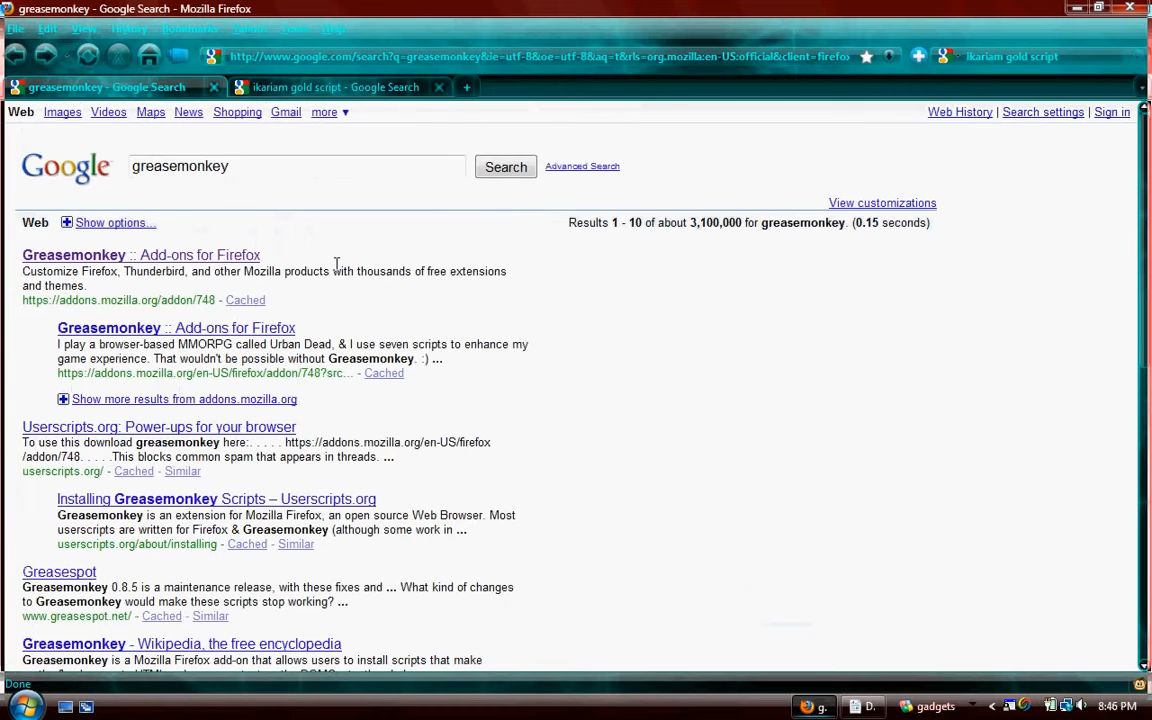 greasemonkey - Google Search - Mozilla Firefox
File Edit View History Bookmarks Tools Help
http://www.google.com/search?q=greasemonkey&ie=utf-8&oe=utf-8&aq=t&rls=org.mozilla:en-US:official&client=firefox
ikariam gold script
greasemonkey - Google Search
ikariam gold script - Google Search
Web Images Videos Maps News Shopping Gmail more ▼
Web History | Search settings | Sign in
Google
greasemonkey
Search
Advanced Search
View customizations
Web Show options...
Results 1 - 10 of about 3,100,000 for greasemonkey. (0.15 seconds)
Greasemonkey :: Add-ons for Firefox
Customize Firefox, Thunderbird, and other Mozilla products with thousands of free extensions
and themes.
https://addons.mozilla.org/addon/748 - Cached
Greasemonkey :: Add-ons for Firefox
I play a browser-based MMORPG called Urban Dead, & I use seven scripts to enhance my
game experience. That wouldn't be possible without Greasemonkey. :) ...
https://addons.mozilla.org/en-US/firefox/addon/748?src... - Cached
Show more results from addons.mozilla.org
Userscripts.org: Power-ups for your browser
To use this download greasemonkey here:. . . . . https://addons.mozilla.org/en-US/firefox
/addon/748. . . . .This blocks common spam that appears in threads. ...
userscripts.org/ - Cached - Similar
Installing Greasemonkey Scripts – Userscripts.org
Greasemonkey is an extension for Mozilla Firefox, an open source Web Browser. Most
userscripts are written for Firefox & Greasemonkey (although some work in ...
userscripts.org/about/installing - Cached - Similar
Greasespot
Greasemonkey 0.8.5 is a maintenance release, with these fixes and ... What kind of changes
to Greasemonkey would make these scripts stop working? ...
www.greasespot.net/ - Cached - Similar
Greasemonkey - Wikipedia, the free encyclopedia
Greasemonkey is a Mozilla Firefox add-on that allows users to install scripts that make
Done
g.
D.
gadgets
8:46 PM